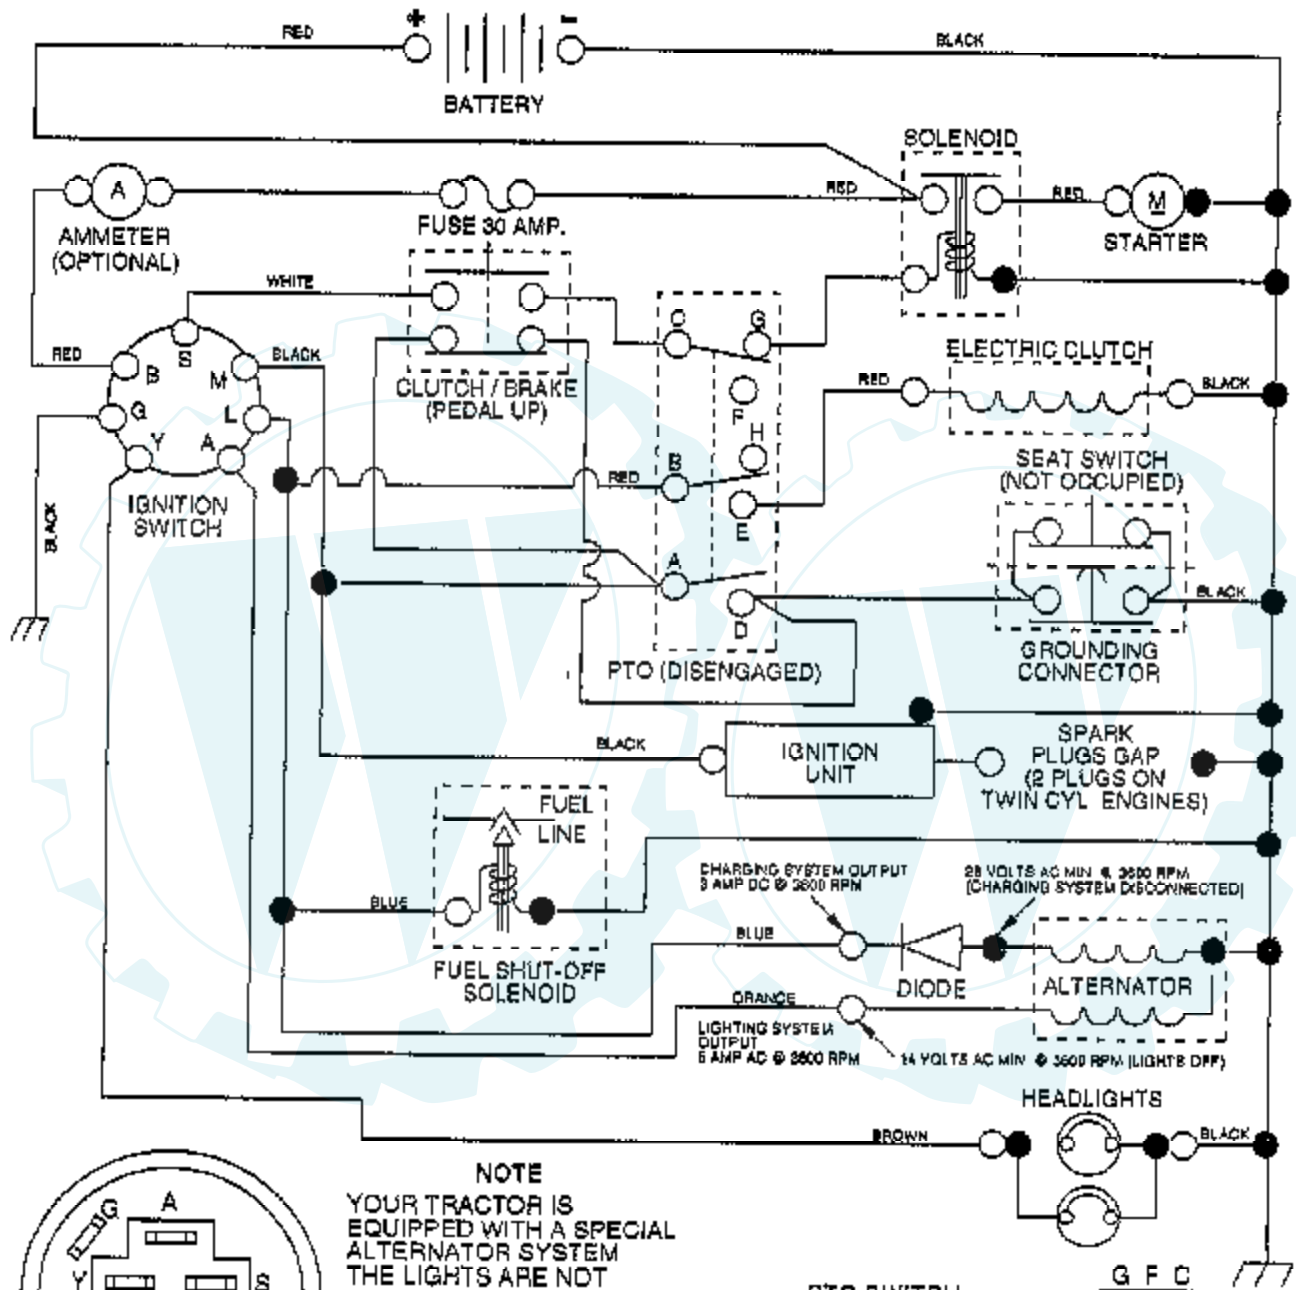 +
-
RED
BLACK
BATTERY
SOLENOID
A
RED
RED
M
FUSE 30 AMP.
STARTER
AMMETER
(OPTIONAL)
WHITE
C
G
S
RED
B
M
BLACK
ELECTRIC CLUTCH
CLUTCH / BRAKE
(PEDAL UP)
RED
BLACK
F
G
L
H
Y
A
SEAT SWITCH
(NOT OCCUPIED)
B
RED
IGNITION
SWITCH
BLACK
E
A
BLACK
D
GROUNDING
CONNECTOR
PTO (DISENGAGED)
BLACK
IGNITION
UNIT
SPARK
PLUGS GAP
(2 PLUGS ON
TWIN CYL ENGINES)
FUEL
LINE
CHARGING SYSTEM OUTPUT
3 AMP DC @ 3600 RPM
28 VOLTS AC MIN @ 3600 RPM
(CHARGING SYSTEM DISCONNECTED)
BLUE
BLUE
FUEL SHUT-OFF
SOLENOID
DIODE
ALTERNATOR
ORANGE
LIGHTING SYSTEM
OUTPUT
5 AMP AC @ 3600 RPM
14 VOLTS AC MIN @ 3600 RPM (LIGHTS OFF)
HEADLIGHTS
BROWN
BLACK
NOTE
YOUR TRACTOR IS
EQUIPPED WITH A SPECIAL
ALTERNATOR SYSTEM
THE LIGHTS ARE NOT
G
A
Y
S
PTO SWITCH
G F C